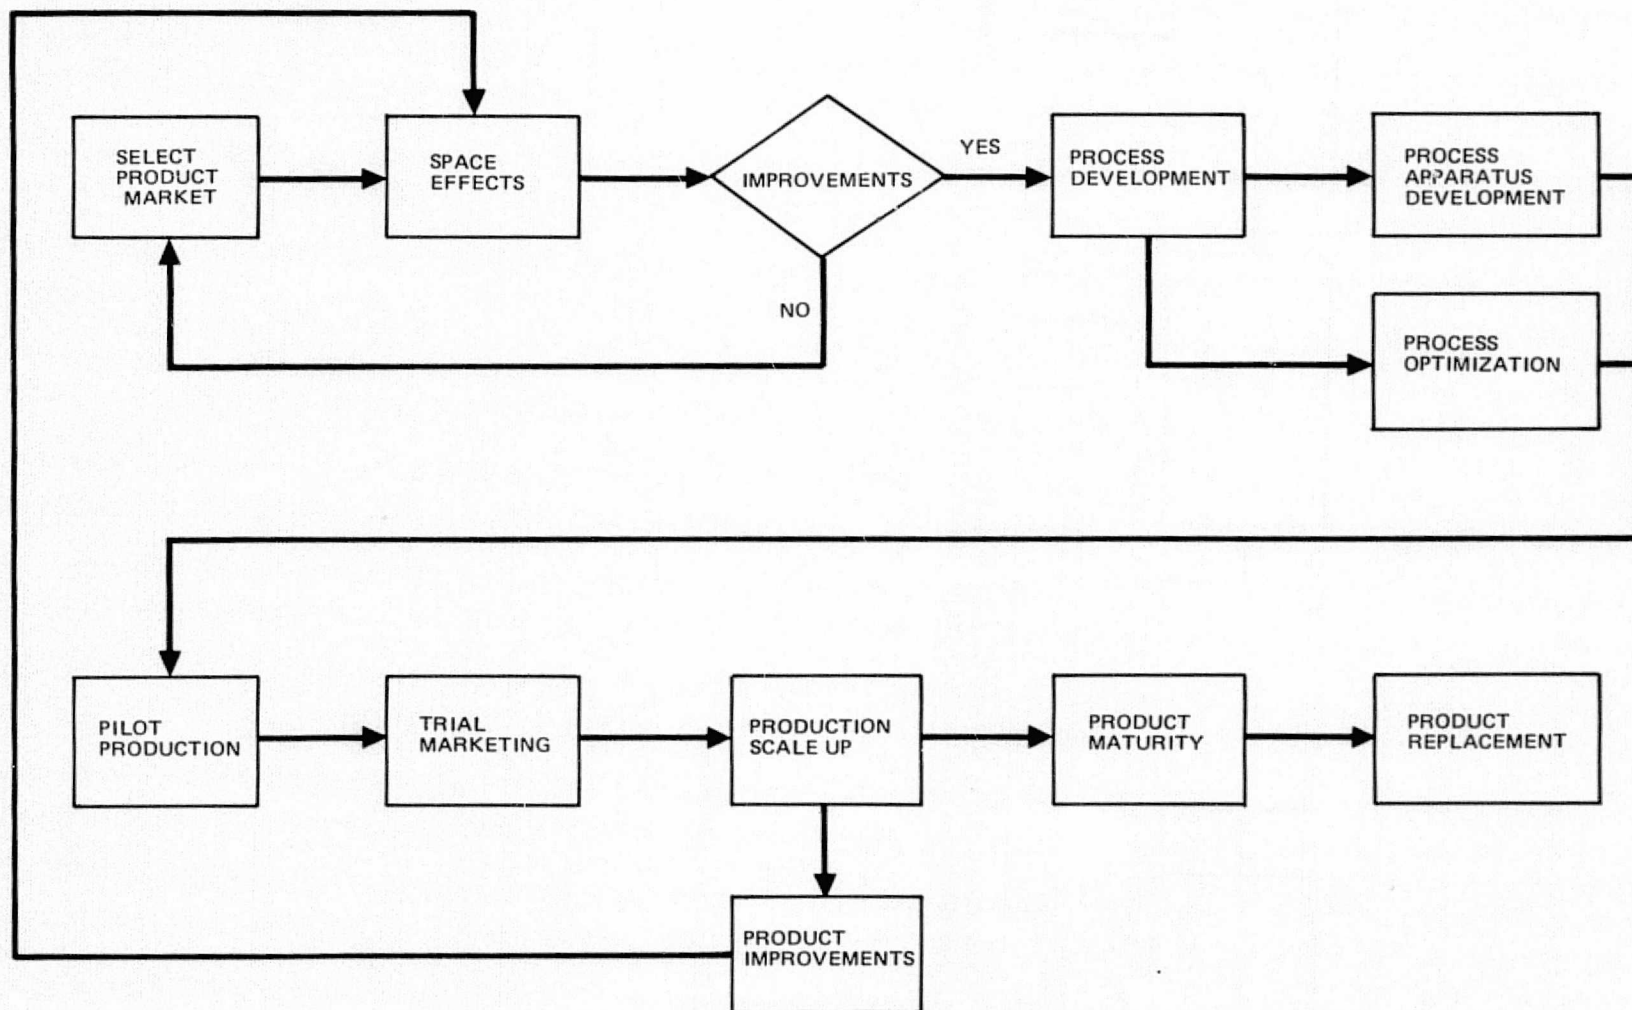 SELECT
PRODUCT
MARKET
SPACE
EFFECTS
IMPROVEMENTS
YES
NO
PROCESS
DEVELOPMENT
PROCESS
APPARATUS
DEVELOPMENT
PROCESS
OPTIMIZATION
PILOT
PRODUCTION
TRIAL
MARKETING
PRODUCTION
SCALE UP
PRODUCT
MATURITY
PRODUCT
REPLACEMENT
PRODUCT
IMPROVEMENTS